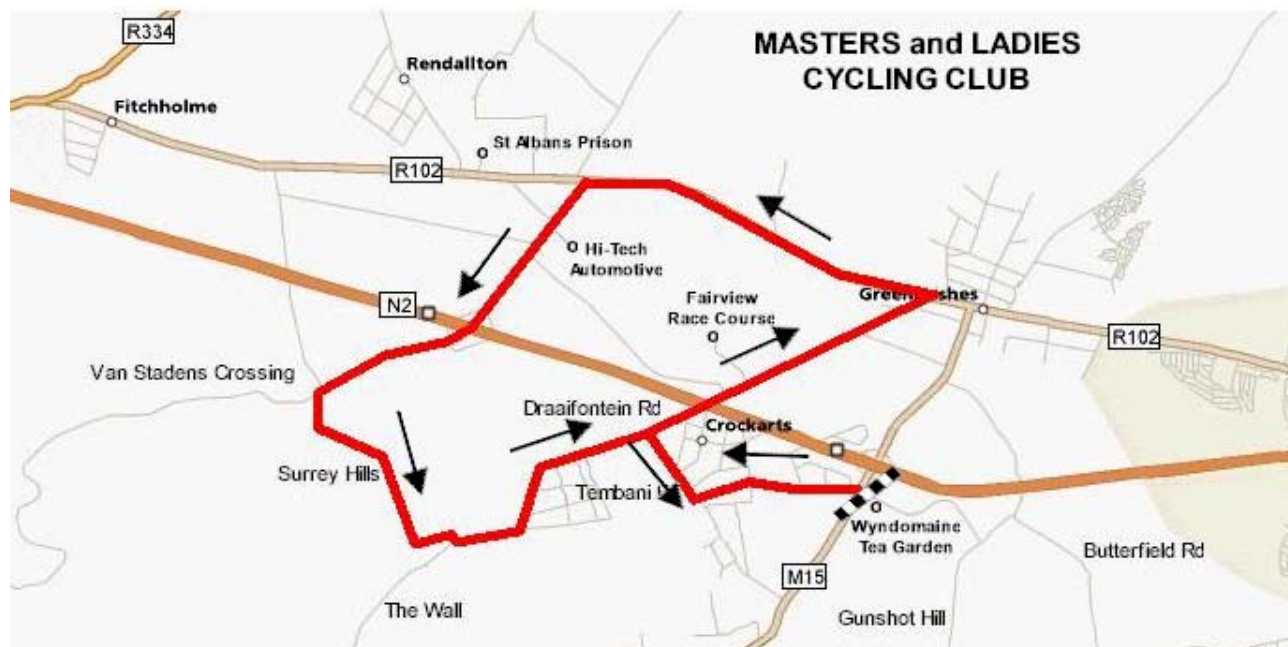 MASTERS and LADIES
CYCLING CLUB
R334
Rendallton
Fitchholme
St Albans Prison
R102
Hi-Tech
Automotive
N2
Fairview
Race Course
R102
Van Stadens Crossing
Draaifontein Rd
Crockarts
Surrey Hills
Tembani
Wyndomaine
Tea Garden
Butterfield Rd
M15
The Wall
Gunshot Hill